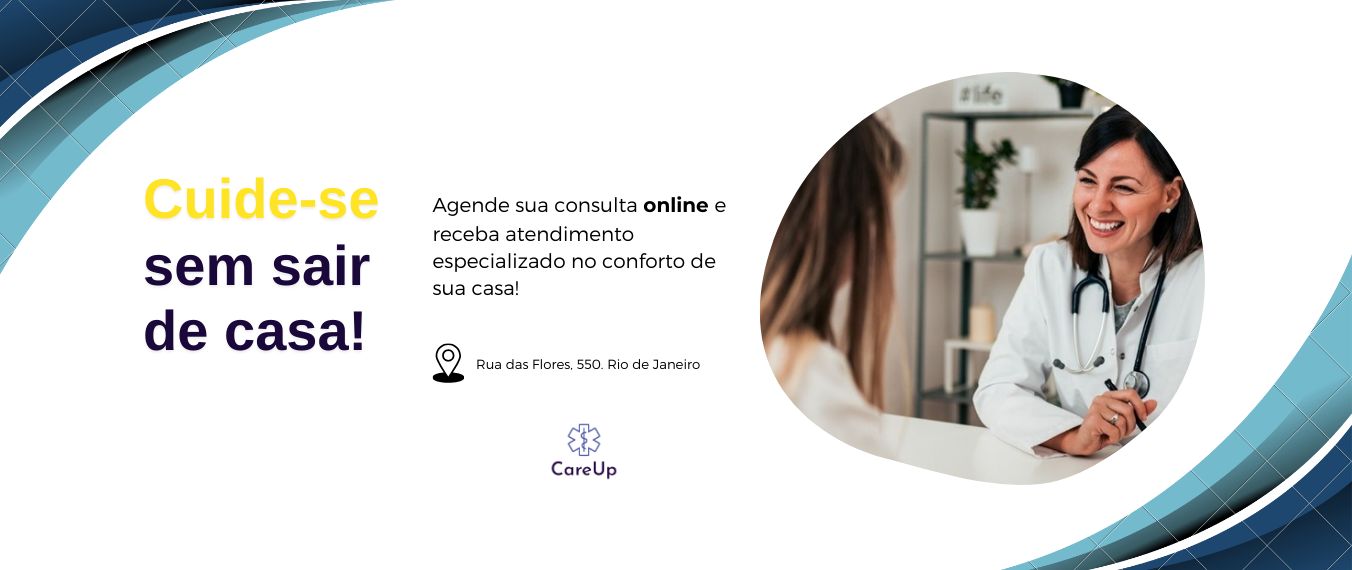 Cuide-se
sem sair
de casa!
Agende sua consulta online e
receba atendimento
especializado no conforto de
sua casa!
Rua das Flores, 550. Rio de Janeiro
CareUp
#life